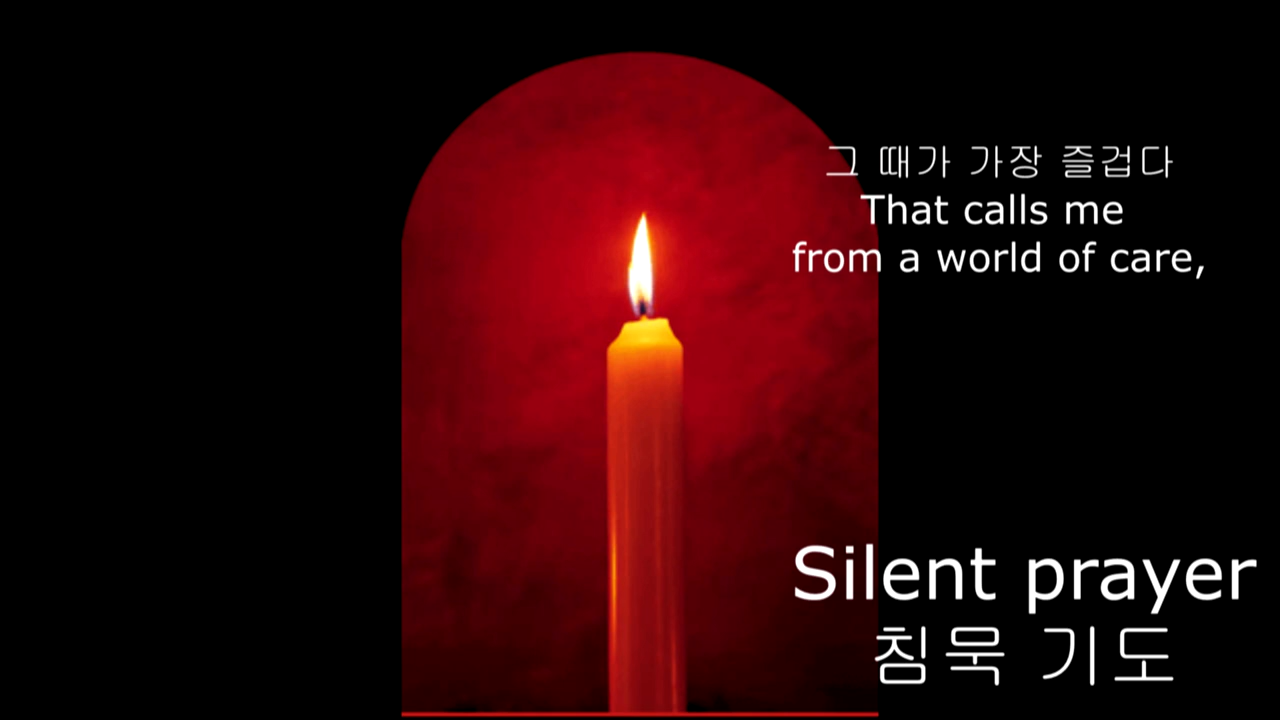 그 때가 가장 즐겁다
That calls me
from a world of care,
Silent prayer
침묵 기도